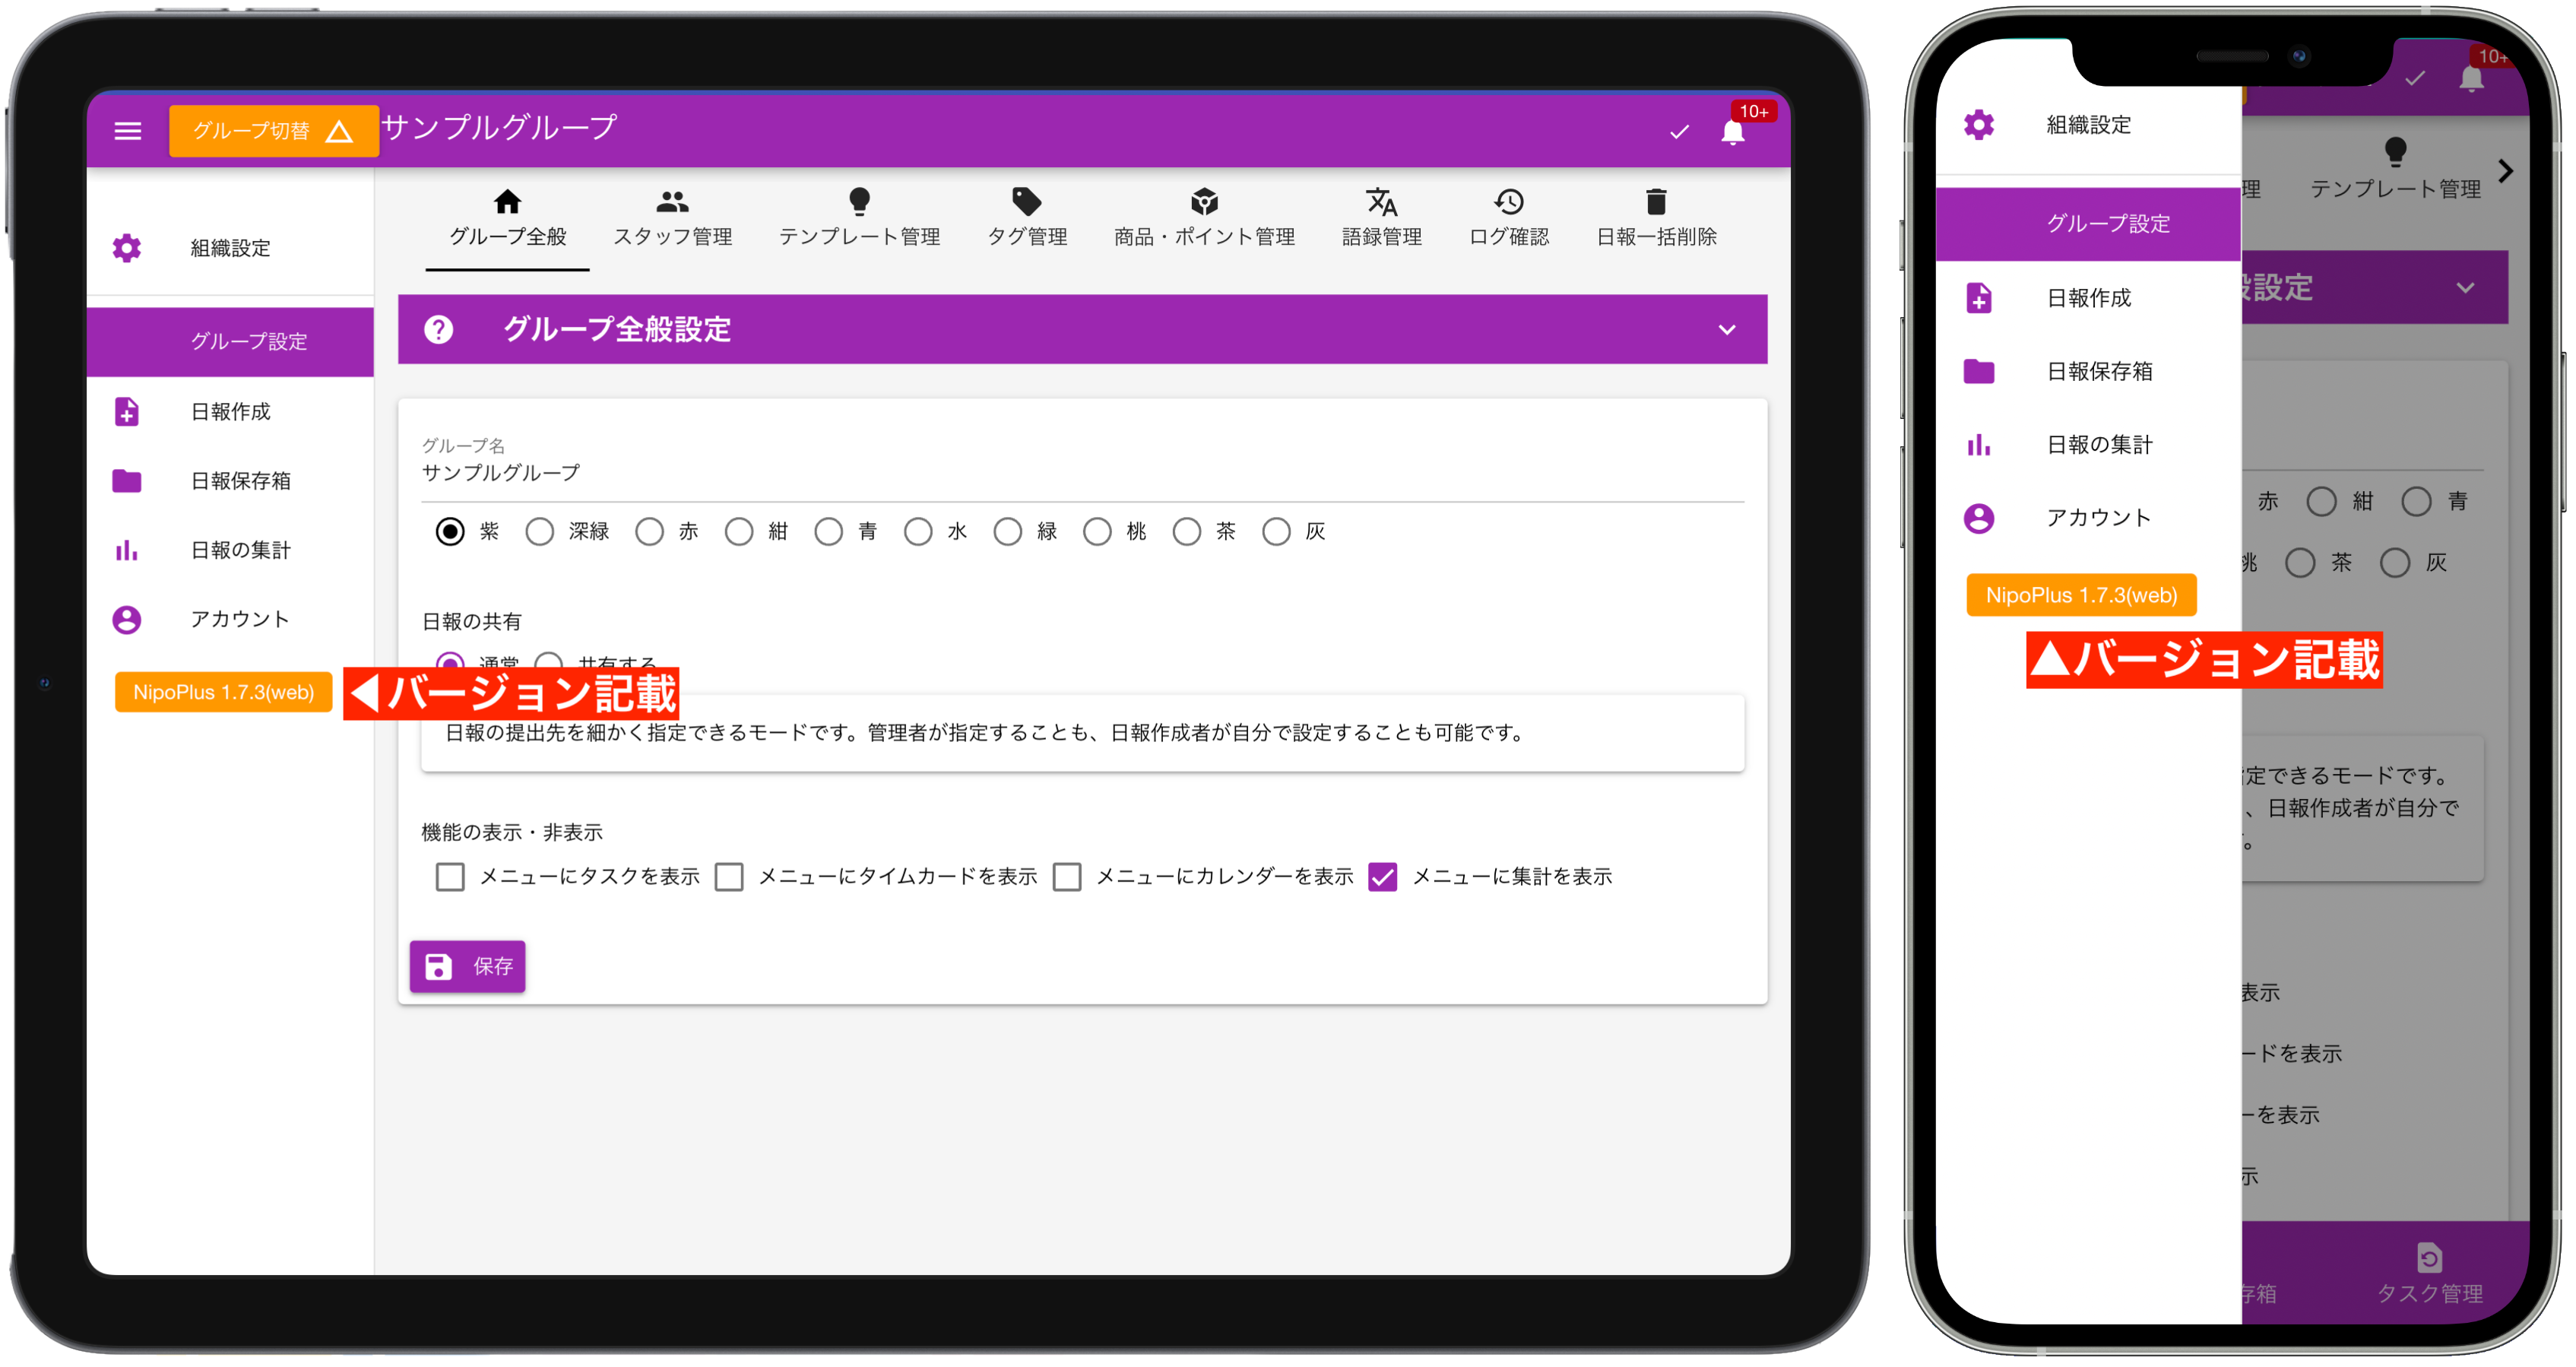 グループ切替
サンプルグループ
10+
組織設定
グループ設定
日報作成
日報保存箱
日報の集計
アカウント
NipoPlus 1.7.3(web)
◀バージョン記載
グループ全般
スタッフ管理
テンプレート管理
タグ管理
商品・ポイント管理
語録管理
ログ確認
日報一括削除
グループ全般設定
グループ名
サンプルグループ
紫 深緑 赤 紺 青 水 緑 桃 茶 灰
日報の共有
通常 共有する
日報の提出先を細かく指定できるモードです。管理者が指定することも、日報作成者が自分で設定することも可能です。
機能の表示・非表示
メニューにタスクを表示 メニューにタイムカードを表示 メニューにカレンダーを表示 メニューに集計を表示
保存
10+
組織設定
グループ設定
日報作成
日報保存箱
日報の集計
アカウント
NipoPlus 1.7.3(web)
▲バージョン記載
理 テンプレート管理
設定
赤 紺 青
桃 茶 灰
定できるモードです。
、日報作成者が自分で
。
表示
ードを表示
ーを表示
示
存箱
タスク管理